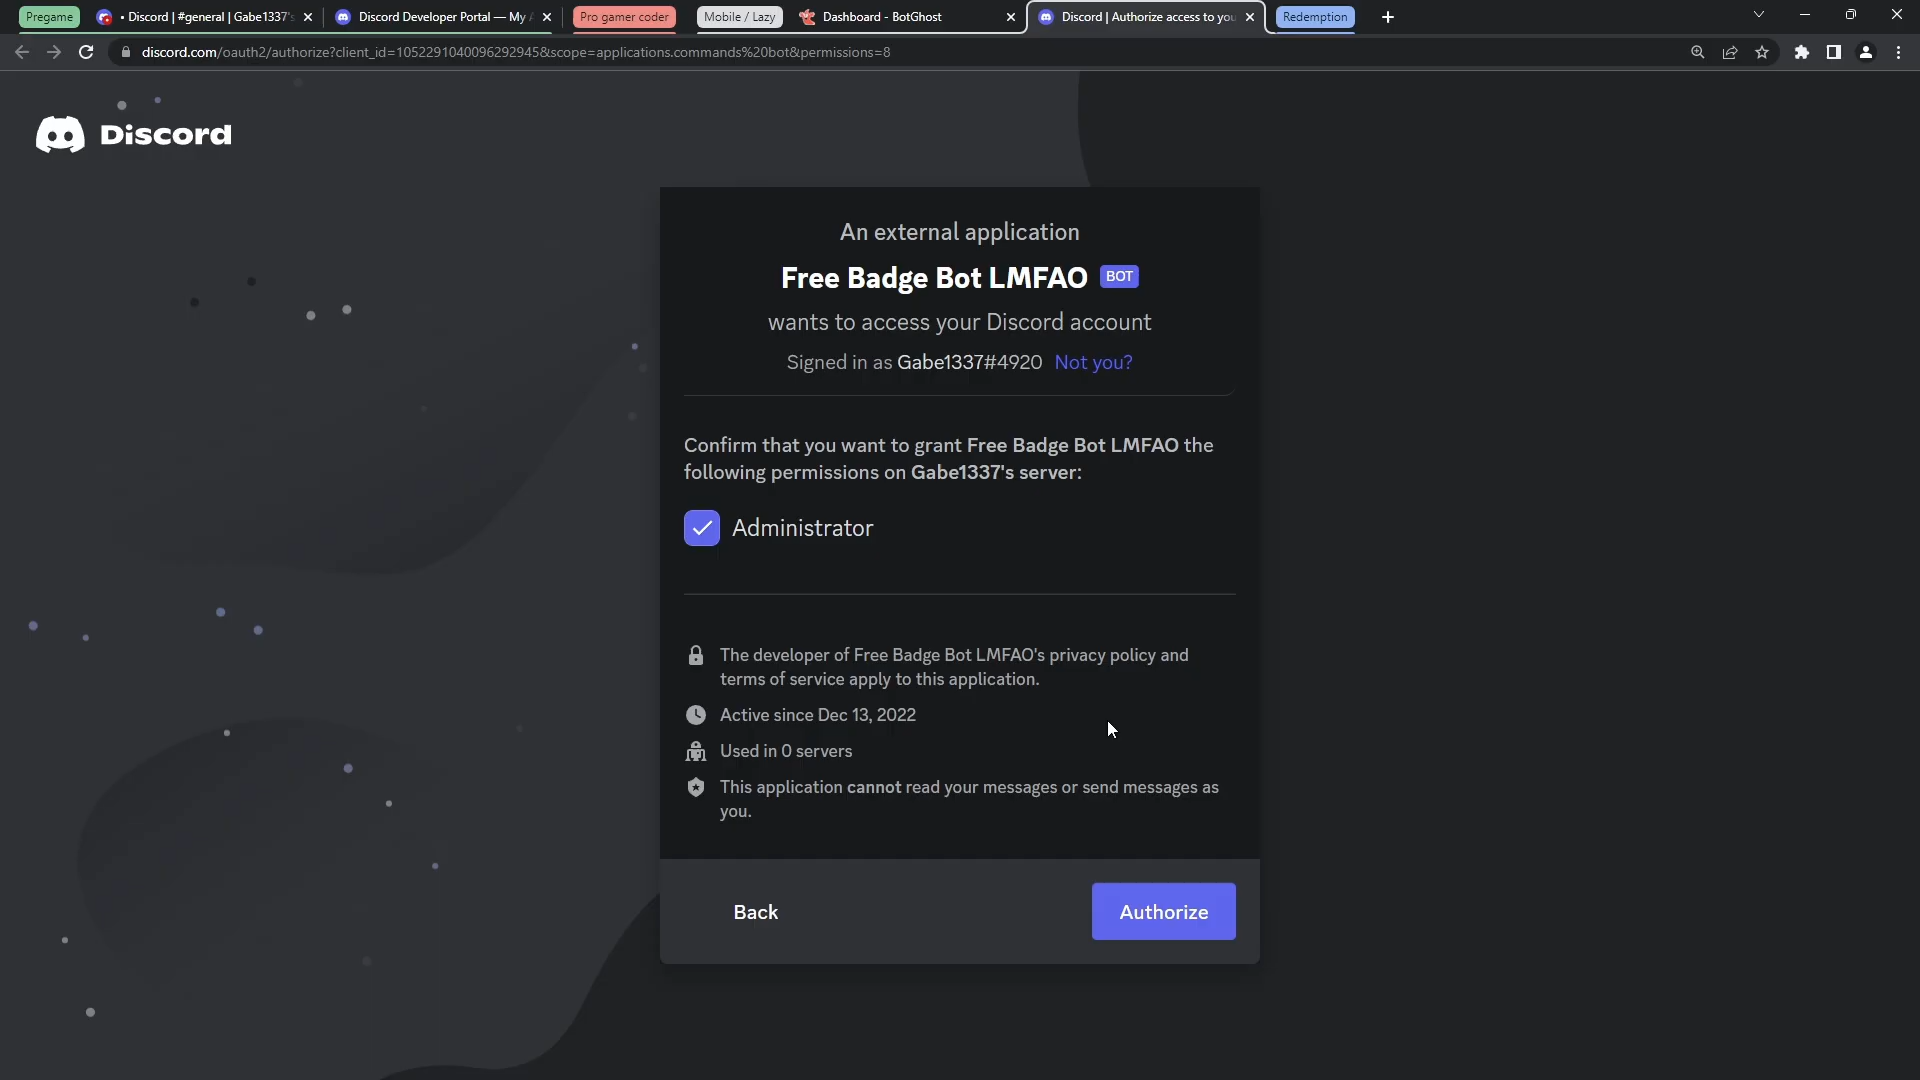 Pregame
• Discord | #general | Gabe1337's
Discord Developer Portal — My A
Pro gamer coder
Mobile / Lazy
Dashboard - BotGhost
Discord | Authorize access to you
Redemption
discord.com/oauth2/authorize?client_id=1052291040096292945&scope=applications.commands%20bot&permissions=8
Discord
An external application
Free Badge Bot LMFAO BOT
wants to access your Discord account
Signed in as Gabe1337#4920 Not you?
Confirm that you want to grant Free Badge Bot LMFAO the
following permissions on Gabe1337's server:
Administrator
The developer of Free Badge Bot LMFAO's privacy policy and
terms of service apply to this application.
Active since Dec 13, 2022
Used in 0 servers
This application cannot read your messages or send messages as
you.
Back
Authorize